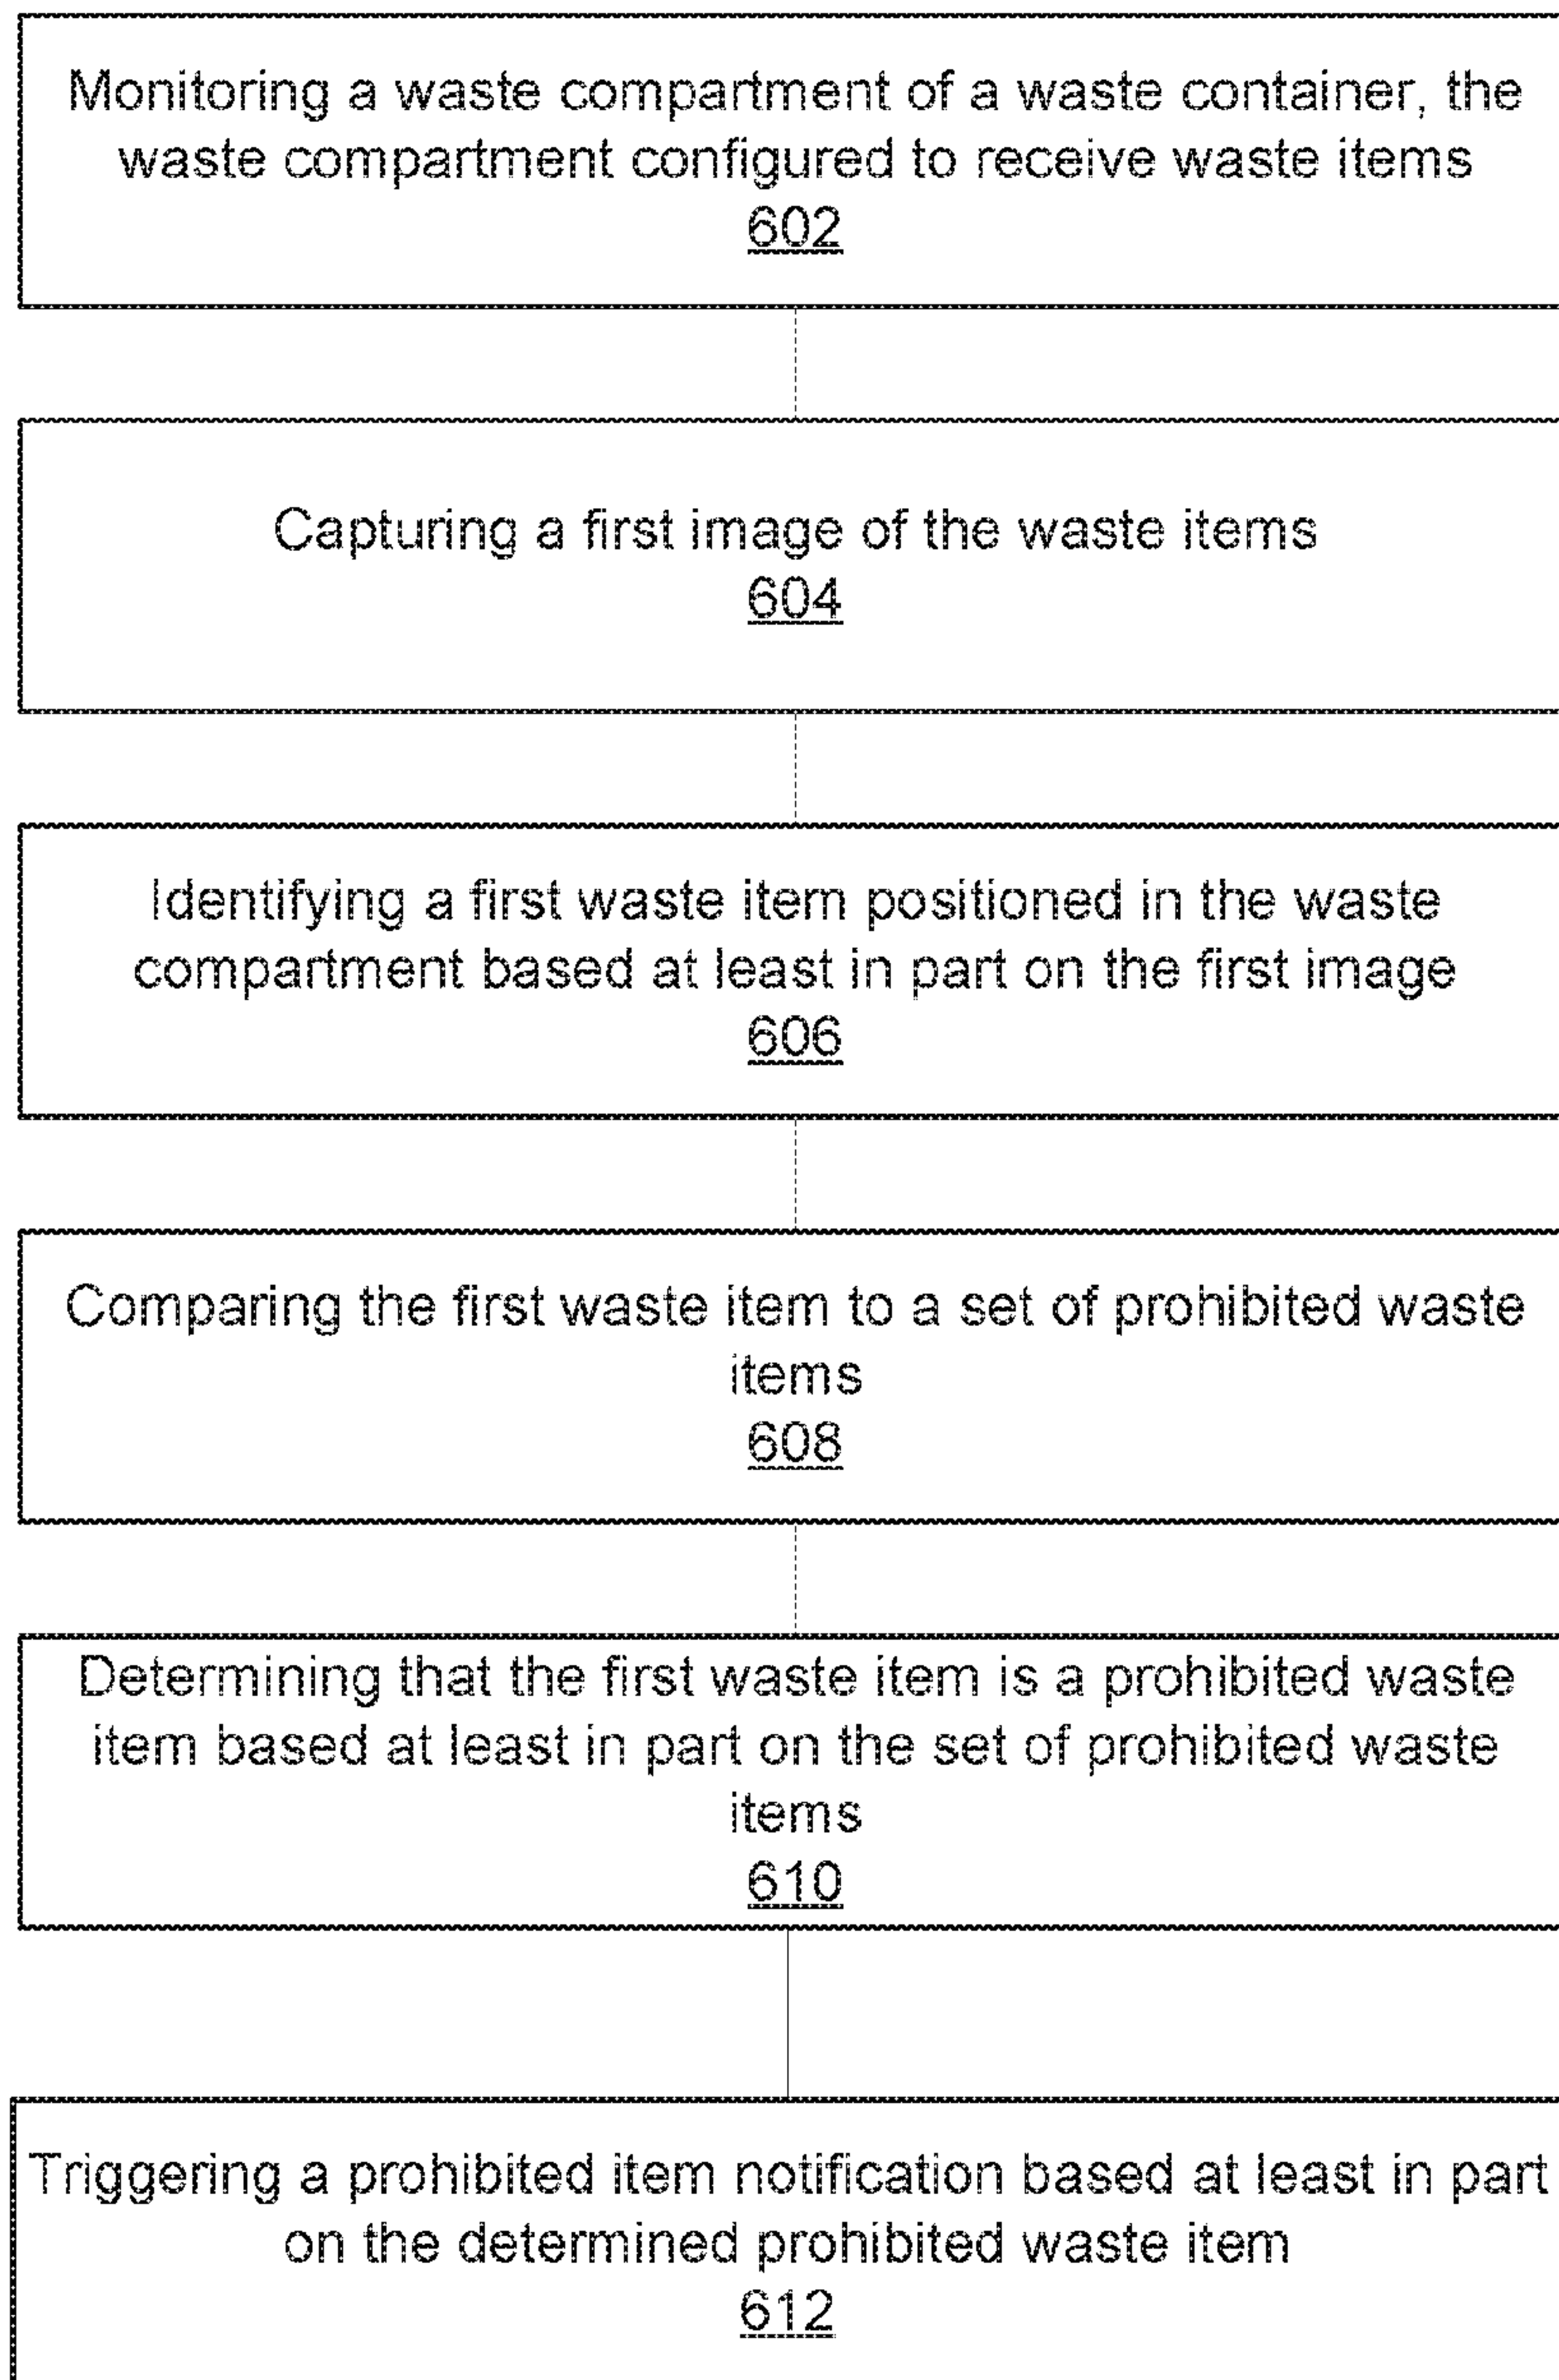 Monitoring a waste compartment of a waste container, the
waste compartment configured to receive waste items
602
Capturing a first image of the waste items
604
Identifying a first waste item positioned in the waste
compartment based at least in part on the first image
606
Comparing the first waste item to a set of prohibited waste
items
608
Determining that the first waste item is a prohibited waste
item based at least in part on the set of prohibited waste
items
610
Triggering a prohibited item notification based at least in part
on the determined prohibited waste item
612